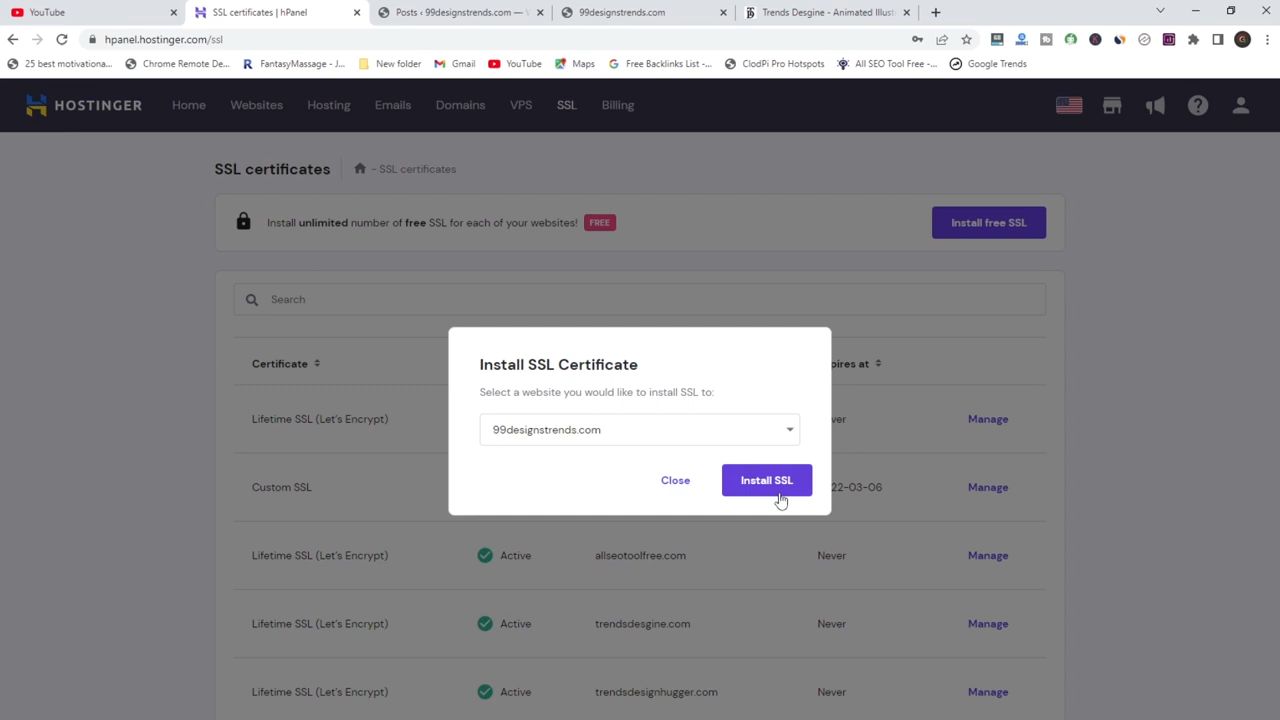 YouTube
SSL certificates | hPanel
Posts ‹ 99designstrends.com — W
99designstrends.com
Trends Desgine - Animated Illust
hpanel.hostinger.com/ssl
25 best motivationa...
Chrome Remote De...
FantasyMassage - J...
New folder
Gmail
YouTube
Maps
Free Backlinks List -...
ClodPi Pro Hotspots
All SEO Tool Free -...
Google Trends
HOSTINGER
Home
Websites
Hosting
Emails
Domains
VPS
SSL
Billing
SSL certificates
- SSL certificates
Install unlimited number of free SSL for each of your websites!
FREE
Install free SSL
Search
Certificate
pires at
Install SSL Certificate
Select a website you would like to install SSL to:
99designstrends.com
Close
Install SSL
Lifetime SSL (Let's Encrypt)
ver
Manage
Custom SSL
22-03-06
Manage
Lifetime SSL (Let's Encrypt)
Active
allseotoolfree.com
Never
Manage
Lifetime SSL (Let's Encrypt)
Active
trendsdesgine.com
Never
Manage
Lifetime SSL (Let's Encrypt)
Active
trendsdesignhugger.com
Never
Manage